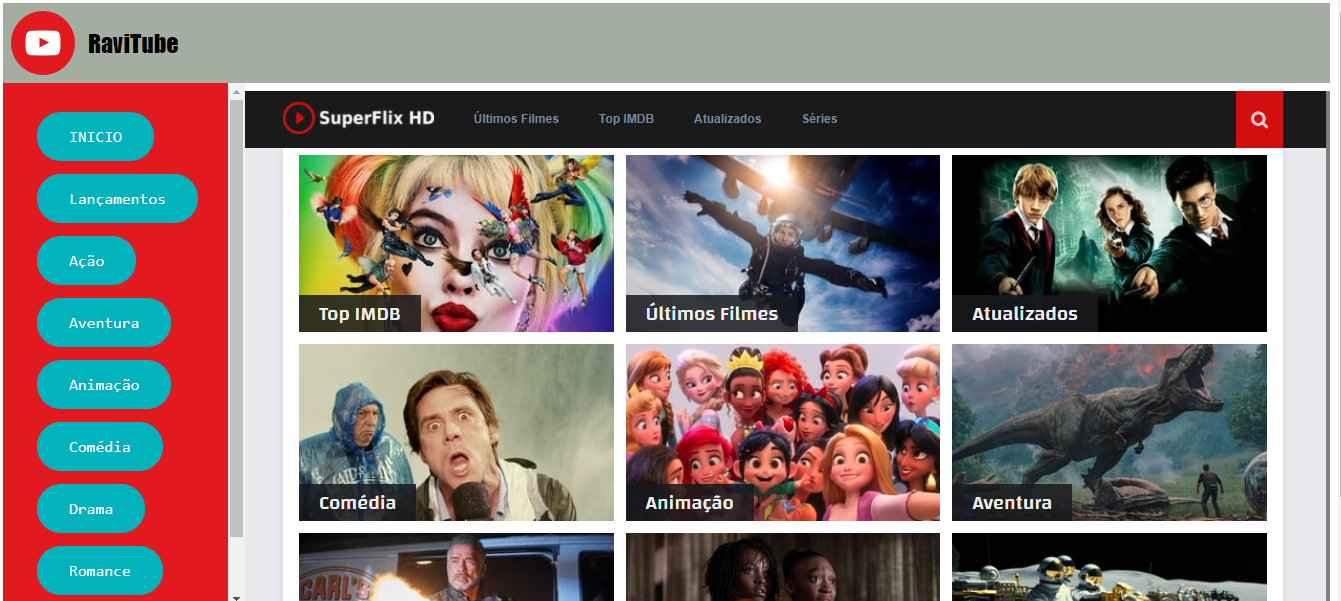 RaviTube
INICIO
Lançamentos
Ação
Aventura
Animação
Comédia
Drama
Romance
SuperFlix HD
Últimos Filmes
Top IMDB
Atualizados
Séries
Top IMDB
Últimos Filmes
Atualizados
Comédia
Animação
Aventura
CARL'S